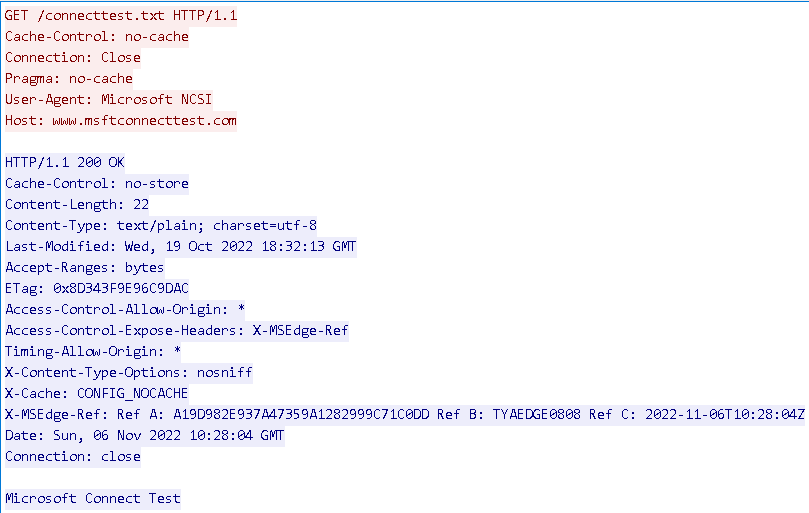 GET /connecttest.txt HTTP/1.1
Cache-Control: no-cache
Connection: Close
Pragma: no-cache
User-Agent: Microsoft NCSI
Host: www.msftconnecttest.com
HTTP/1.1 200 OK
Cache-Control: no-store
Content-Length: 22
Content-Type: text/plain; charset=utf-8
Last-Modified: Wed, 19 Oct 2022 18:32:13 GMT
Accept-Ranges: bytes
ETag: 0x8D343F9E96C9DAC
Access-Control-Allow-Origin: *
Access-Control-Expose-Headers: X-MSEdge-Ref
Timing-Allow-Origin: *
X-Content-Type-Options: nosniff
X-Cache: CONFIG_NOCACHE
X-MSEdge-Ref: Ref A: A19D982E937A47359A1282999C71C0DD Ref B: TYAEDGE0808 Ref C: 2022-11-06T10:28:04Z
Date: Sun, 06 Nov 2022 10:28:04 GMT
Connection: close
Microsoft Connect Test